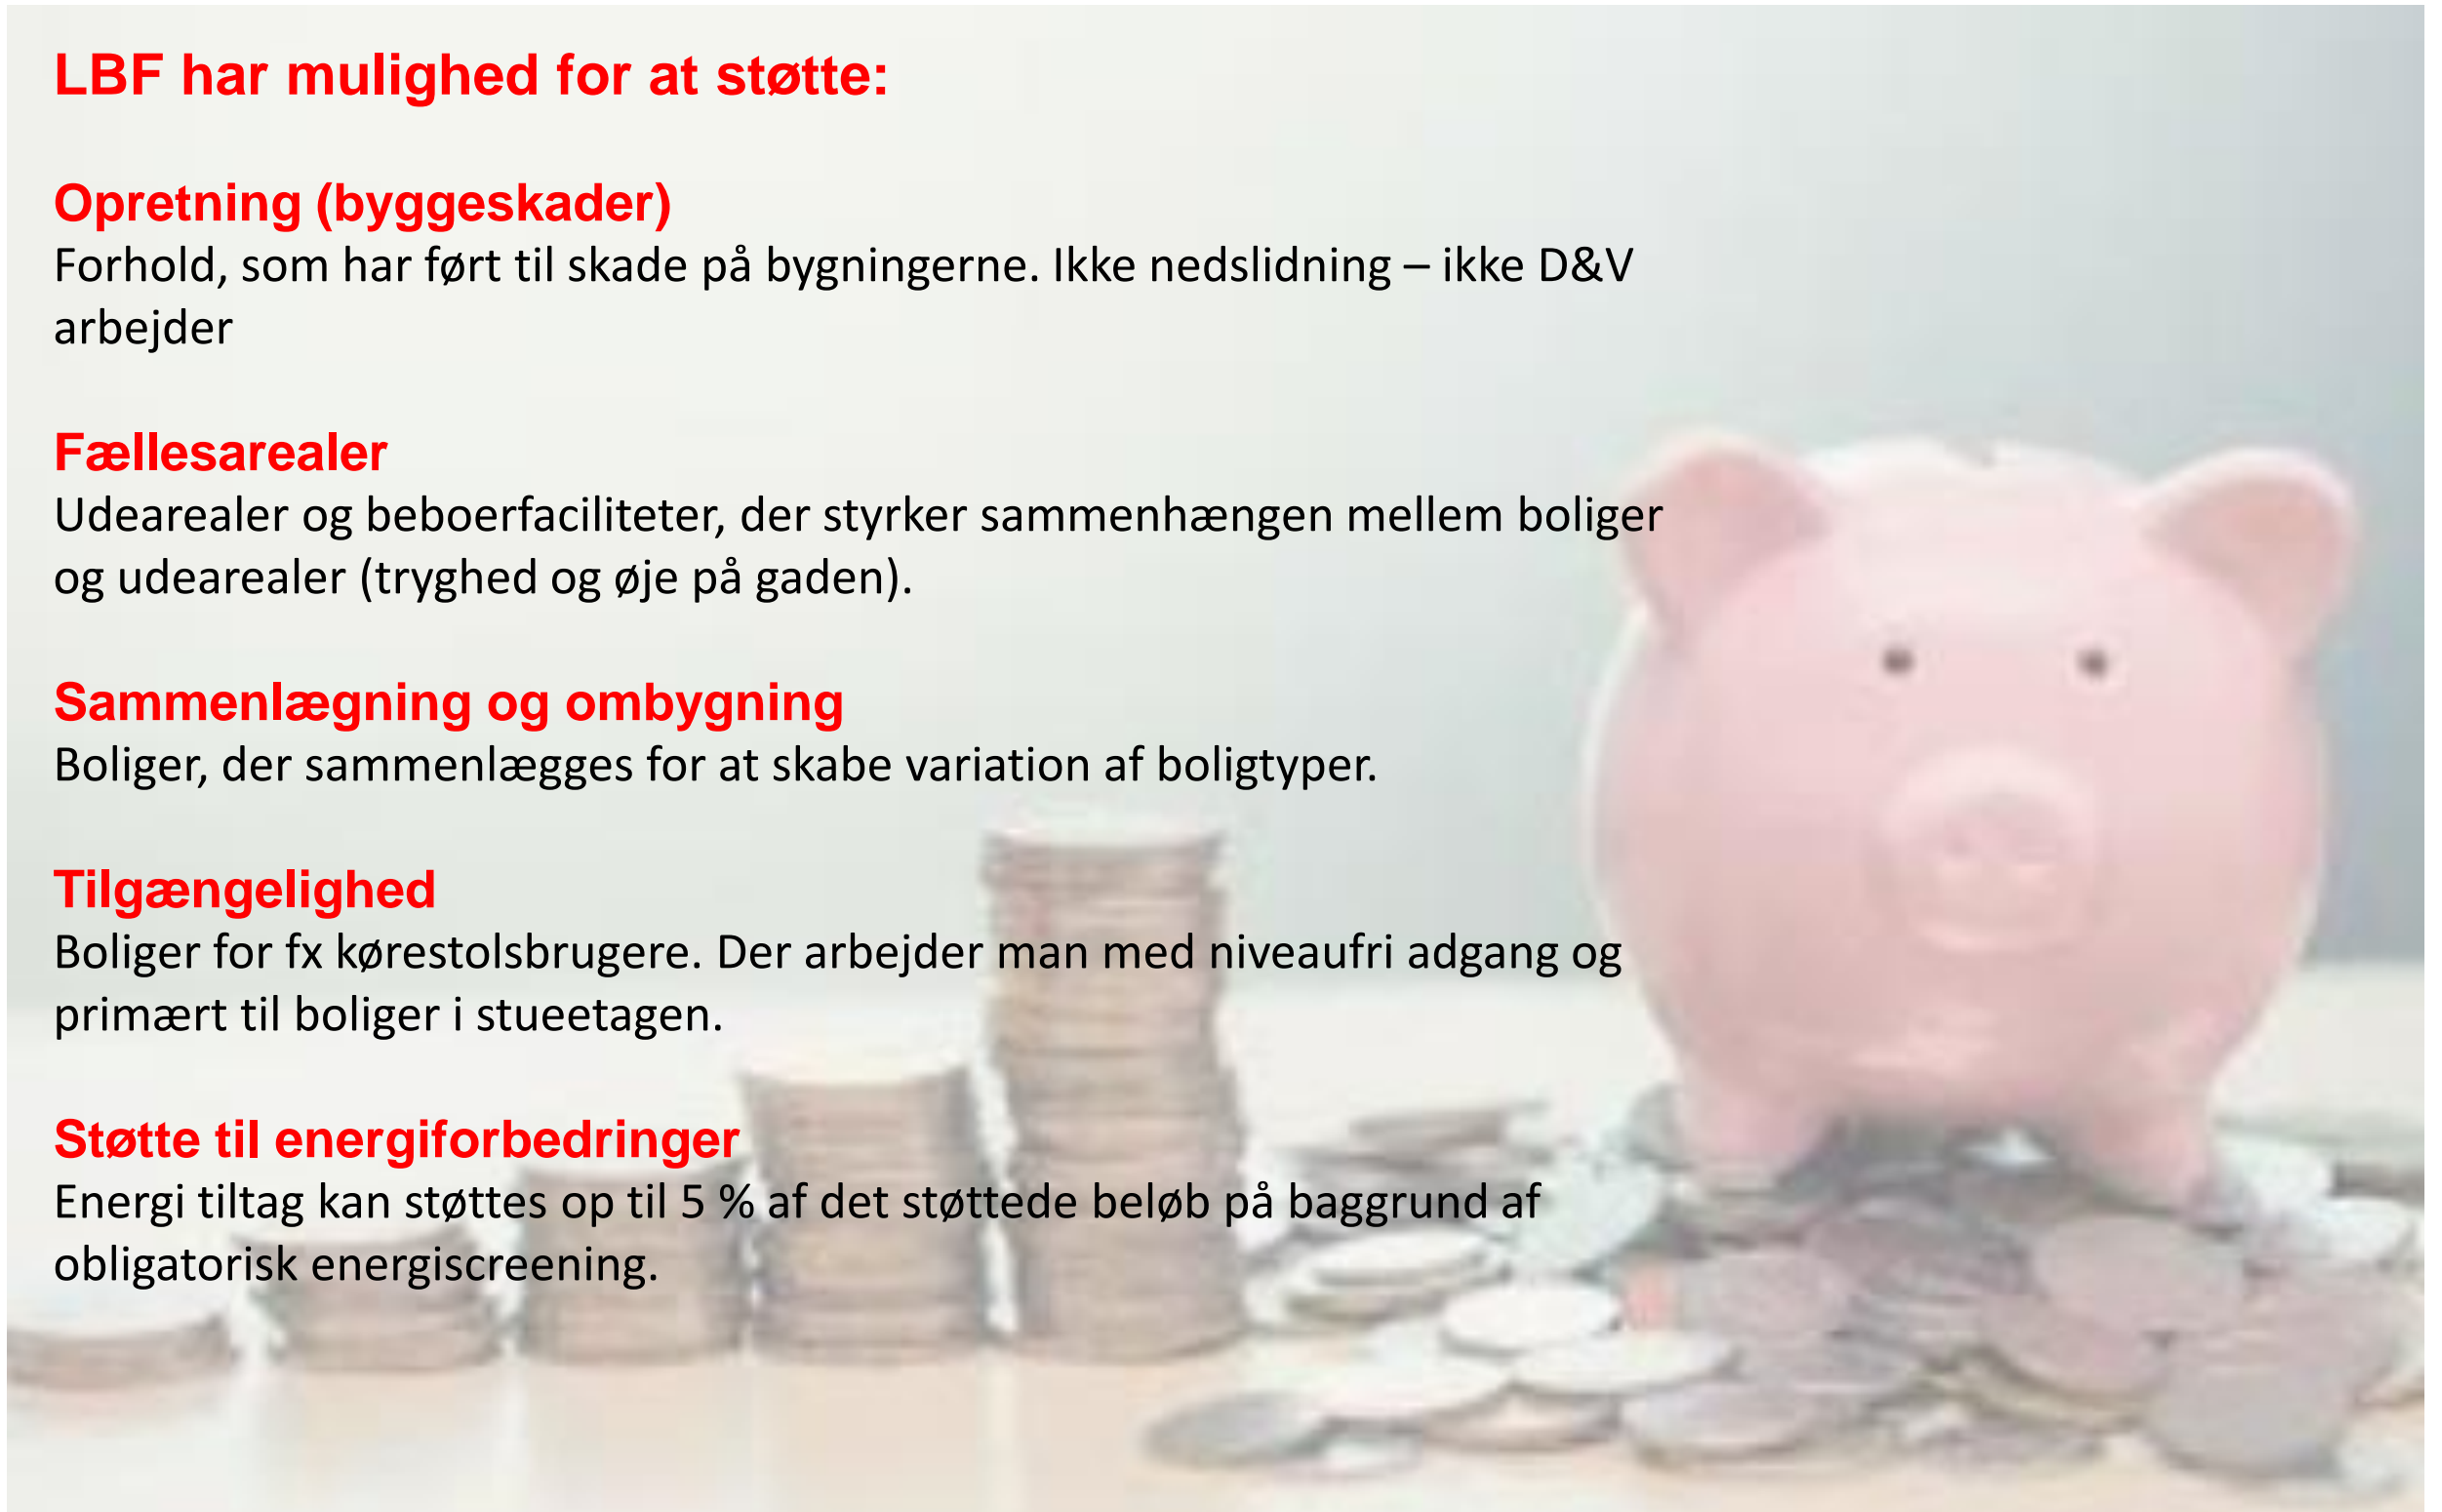 LBF har mulighed for at støtte:
Opretning (byggeskader)
Forhold, som har ført til skade på bygningerne. Ikke nedslidning – ikke D&V
arbejder
Fællesarealer
Udearealer og beboerfaciliteter, der styrker sammenhængen mellem boliger
og udearealer (tryghed og øje på gaden).
Sammenlægning og ombygning
Boliger, der sammenlægges for at skabe variation af boligtyper.
Tilgængelighed
Boliger for fx kørestolsbrugere. Der arbejder man med niveaufri adgang og
primært til boliger i stueetagen.
Støtte til energiforbedringer
Energi tiltag kan støttes op til 5 % af det støttede beløb på baggrund af
obligatorisk energiscreening.